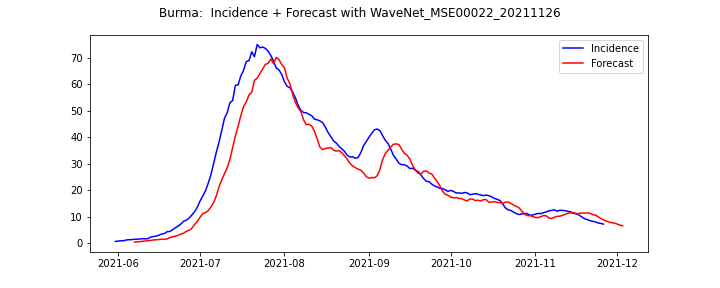 Burma:  Incidence + Forecast with WaveNet_MSE00022_20211126
Incidence
Forecast
70
60
50
40
30
20
10
0
2021-06 2021-07 2021-08 2021-09 2021-10 2021-11 2021-12